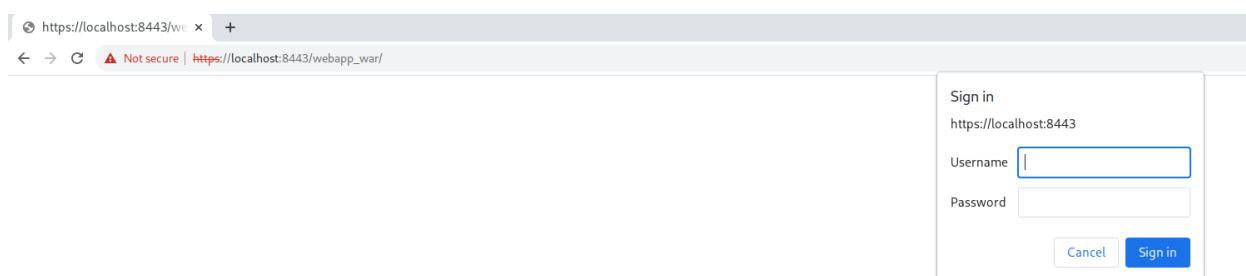 https://localhost:8443/we
Not secure | https://localhost:8443/webapp_war/
Sign in
https://localhost:8443
Username
Password
Cancel Sign in